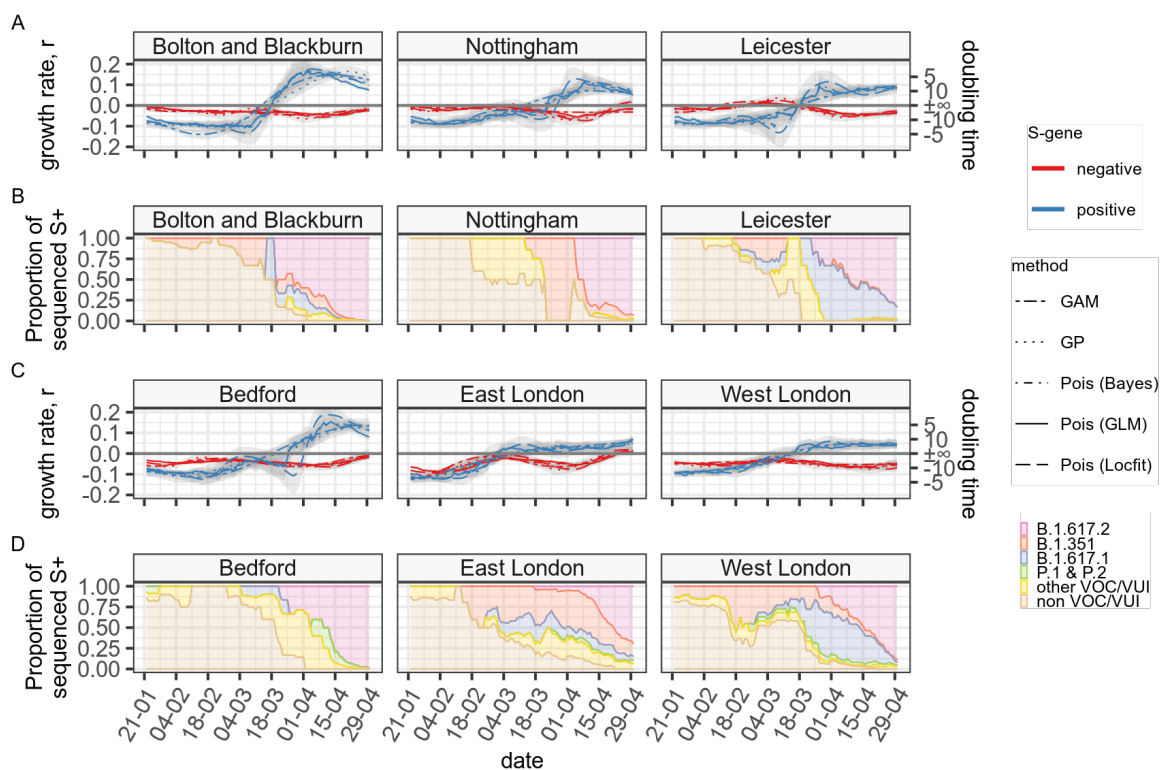 A
Bolton and Blackburn Nottingham Leicester
growth rate, r
0.2
0.1
0.0
-0.1
-0.2
doubling time
5
10
±∞
-10
-5
B
Bolton and Blackburn Nottingham Leicester
Proportion of
sequenced S+
1.00
0.75
0.50
0.25
0.00
C
Bedford East London West London
growth rate, r
0.2
0.1
0.0
-0.1
-0.2
doubling time
5
10
±∞
-10
-5
D
Bedford East London West London
Proportion of
sequenced S+
1.00
0.75
0.50
0.25
0.00
21-01 04-02 18-02 04-03 18-03 01-04 15-04 29-04 21-01 04-02 18-02 04-03 18-03 01-04 15-04 29-04 21-01 04-02 18-02 04-03 18-03 01-04 15-04 29-04
date
S-gene
negative
positive
method
GAM
GP
Pois (Bayes)
Pois (GLM)
Pois (Locfit)
B.1.617.2
B.1.351
B.1.617.1
P.1 & P.2
other VOC/VUI
non VOC/VUI